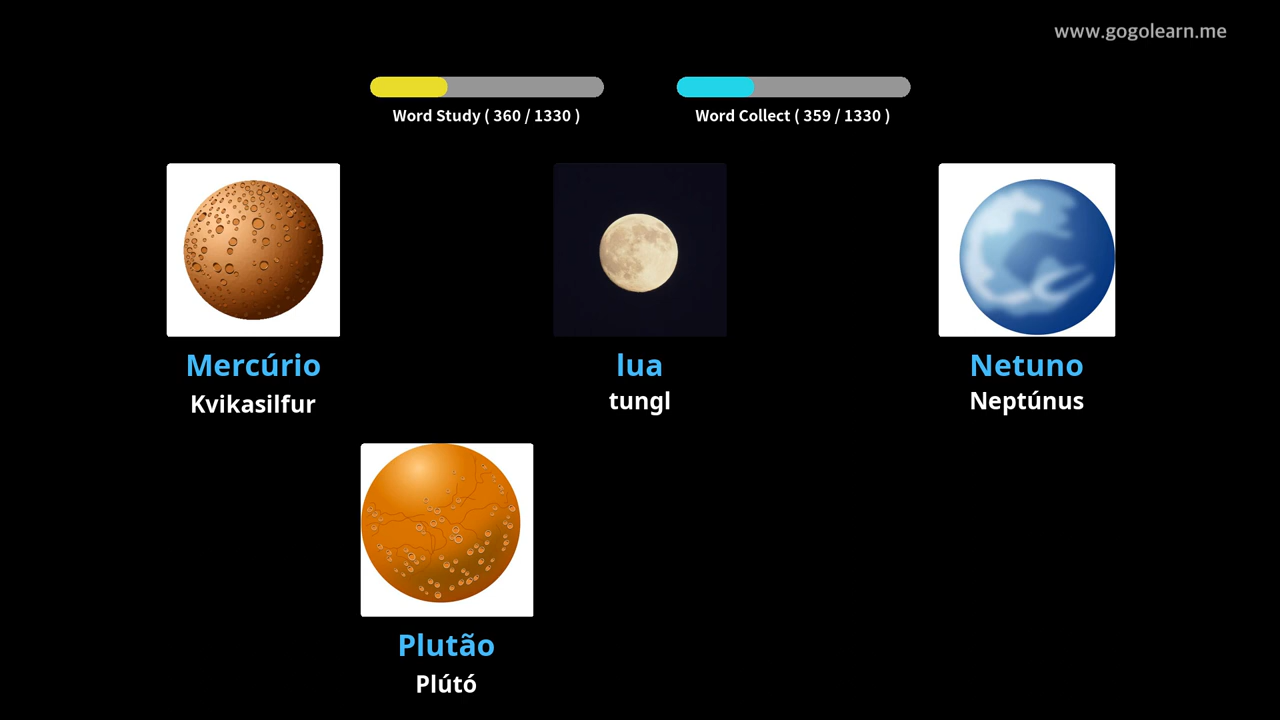 www.gogolearn.me
Word Study ( 360 / 1330 )
Word Collect ( 359 / 1330 )
Mercúrio
Kvikasilfur
lua
tungl
Netuno
Neptúnus
Plutão
Plútó